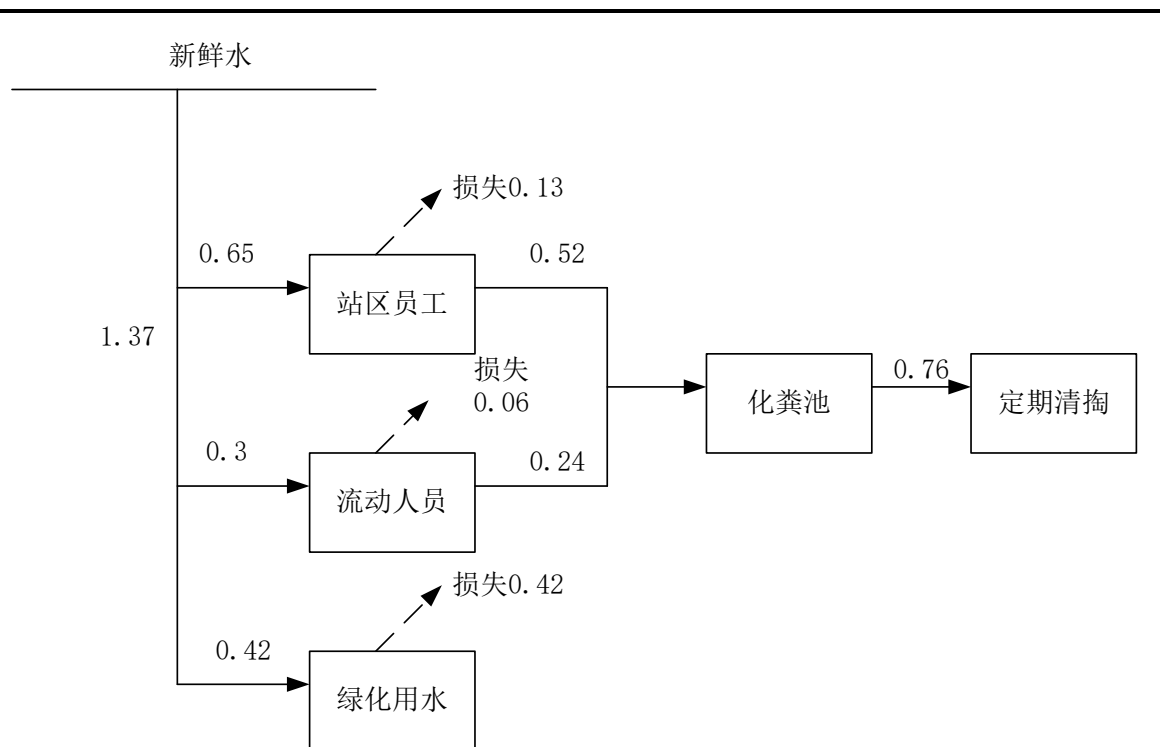 新鲜水
损失0.13
0.65
0.52
站区员工
1.37
损失
0.06
0.76
化粪池
定期清掏
0.3
0.24
流动人员
损失0.42
0.42
绿化用水